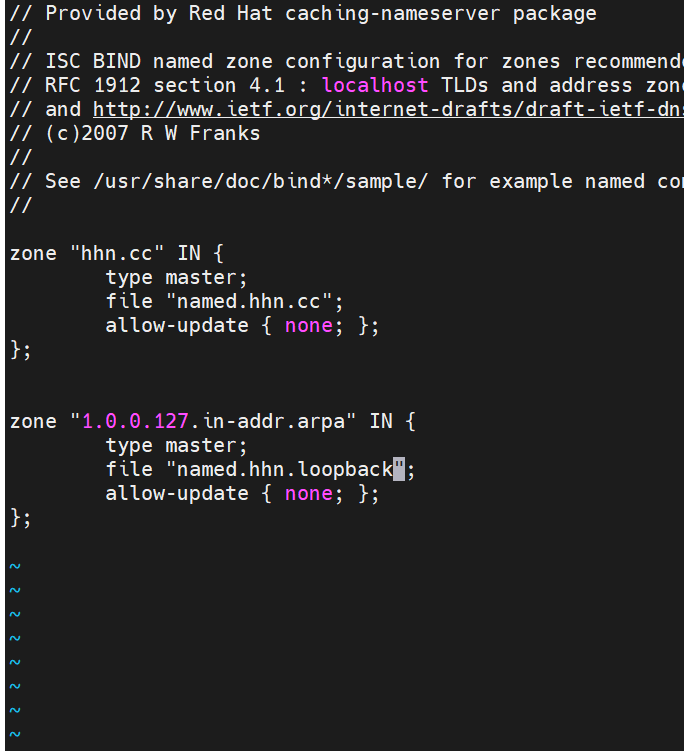 // Provided by Red Hat caching-nameserver package
//
// ISC BIND named zone configuration for zones
// RFC 1912 section 4.1 : localhost TLDs and address
// and http://www.ietf.org/internet-drafts/draft-ietf-dn
// (c)2007 R W Franks
//
// See /usr/share/doc/bind*/sample/ for example named
//
zone "hhn.cc" IN {
        type master;
        file "named.hhn.cc";
        allow-update { none; };
};
zone "1.0.0.127.in-addr.arpa" IN {
        type master;
        file "named.hhn.loopback";
        allow-update { none; };
};
~
~
~
~
~
~
~
~